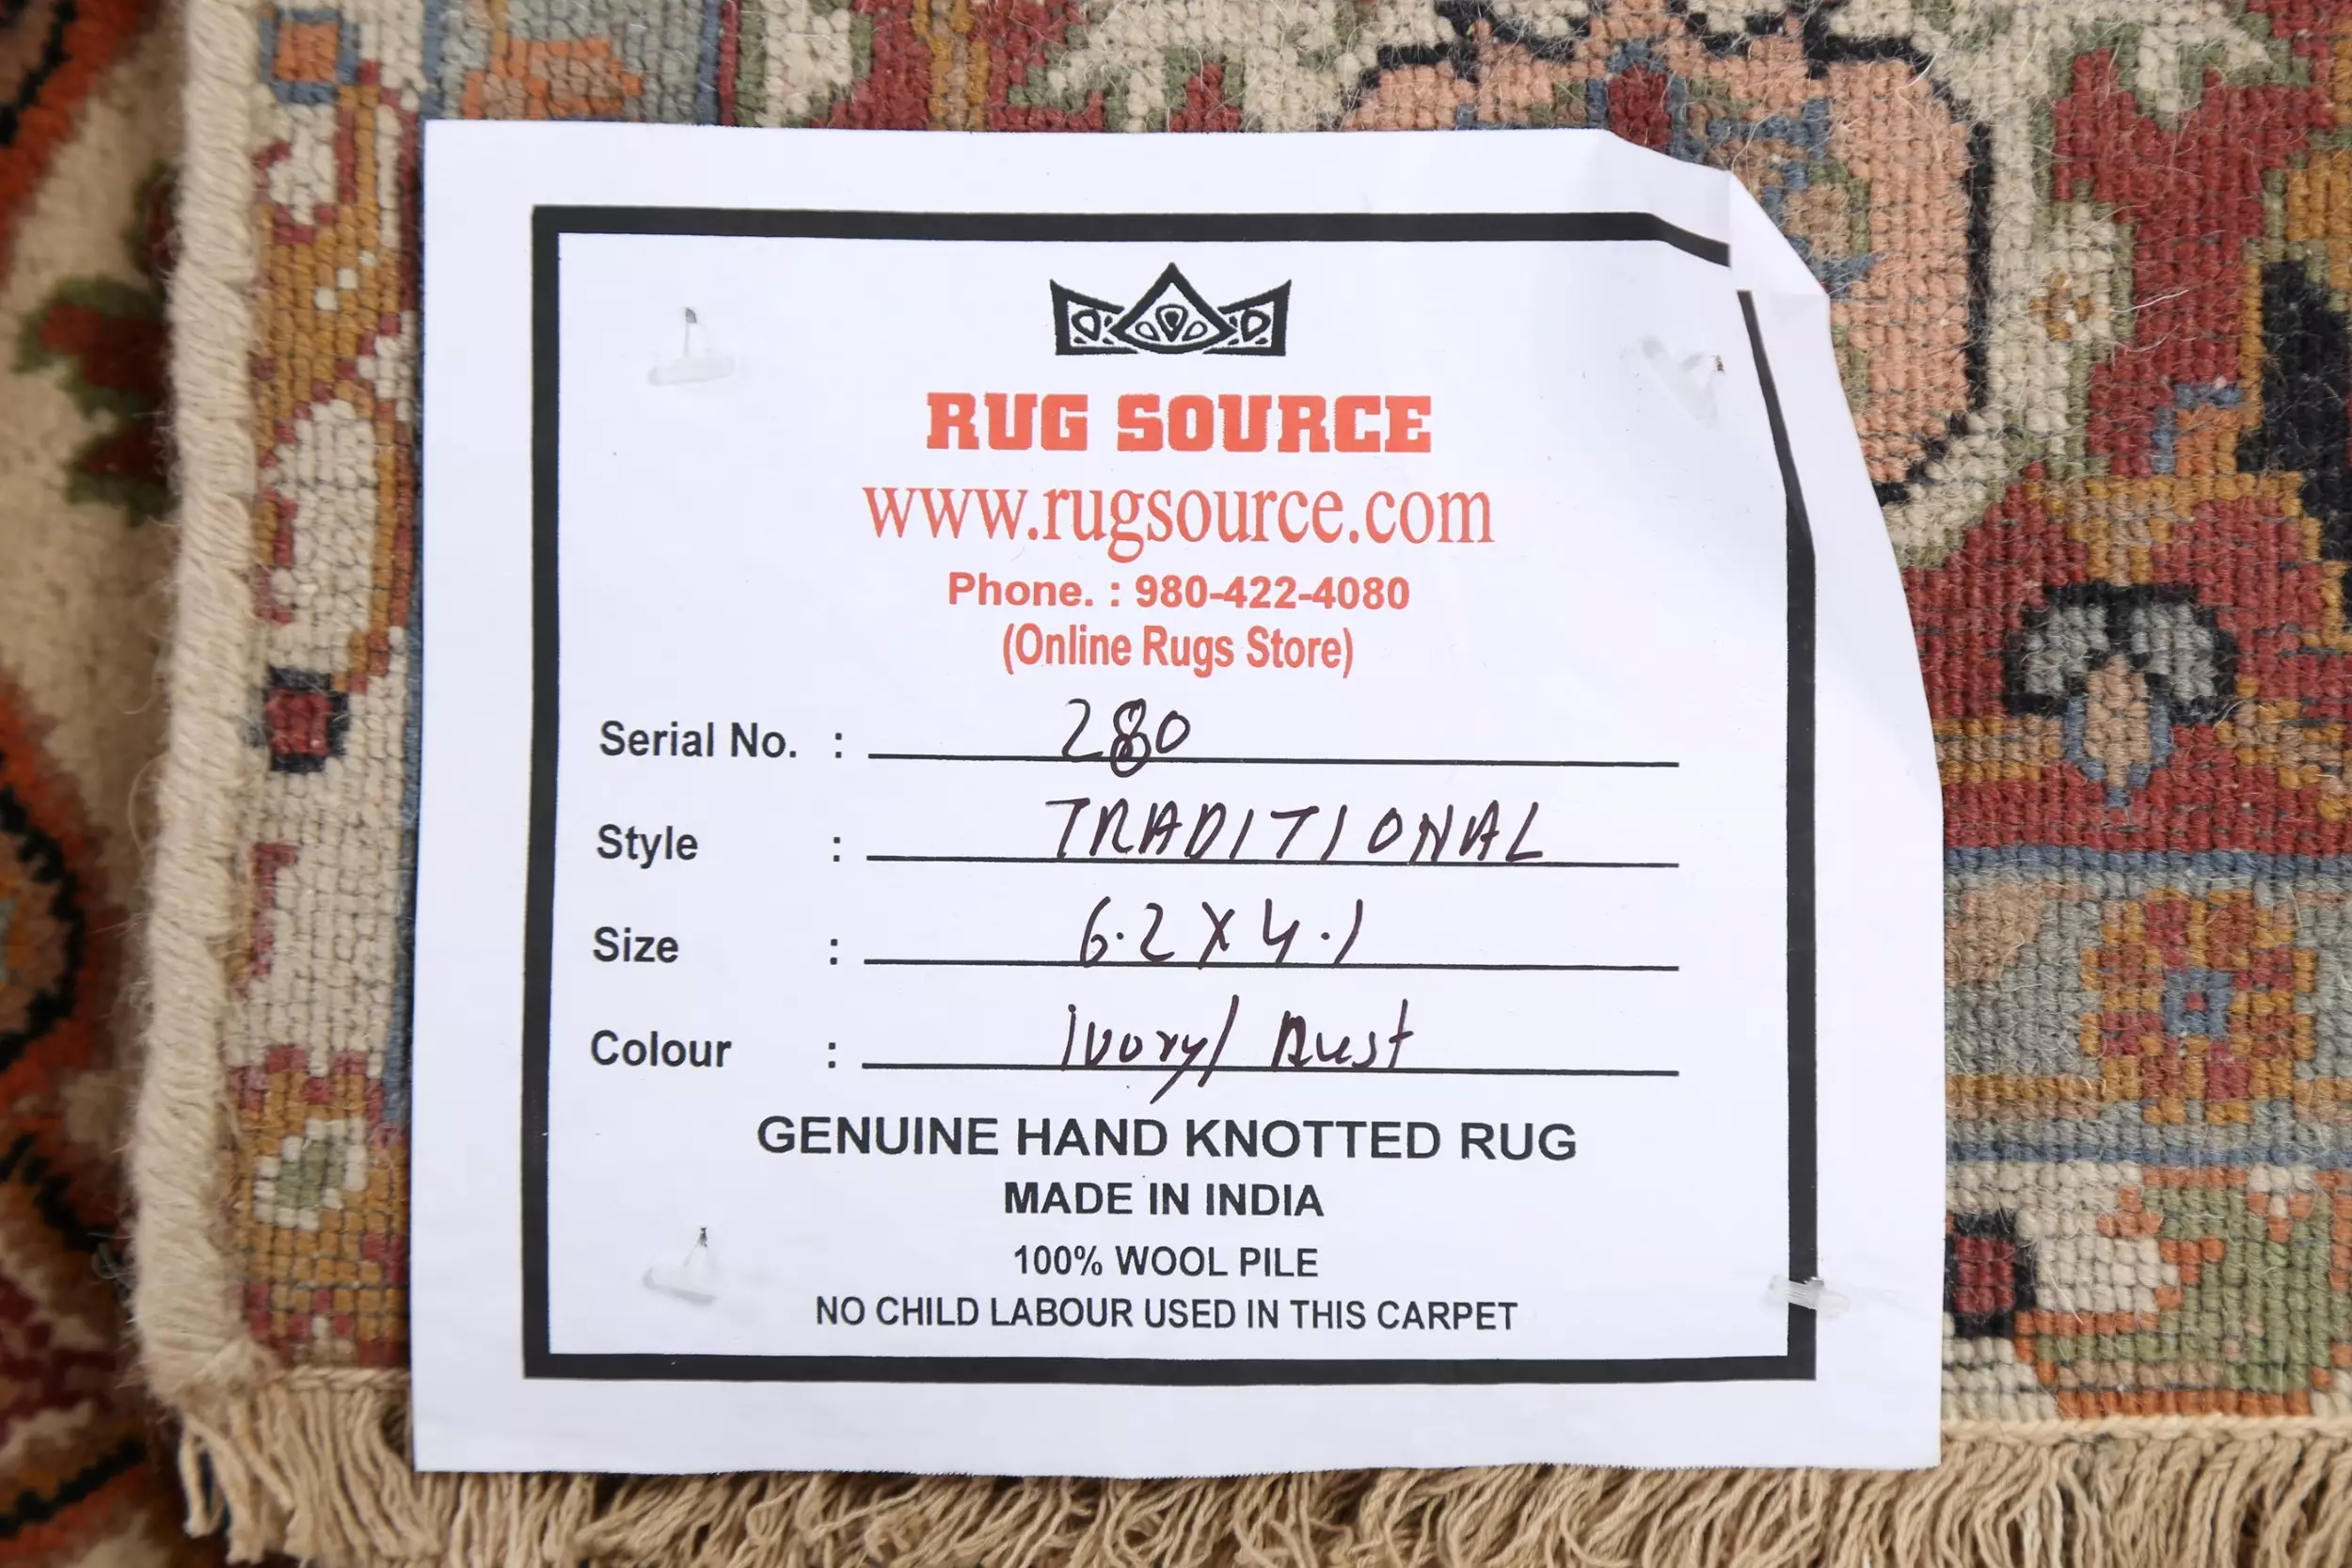 RUG SOURCE
www.rugsource.com
Phone. : 980-422-4080
(Online Rugs Store)
Serial No. : 280
Style : TRADITIONAL
Size : 6.2 X 4.1
Colour : ivory/ Rust
GENUINE HAND KNOTTED RUG
MADE IN INDIA
100% WOOL PILE
NO CHILD LABOUR USED IN THIS CARPET